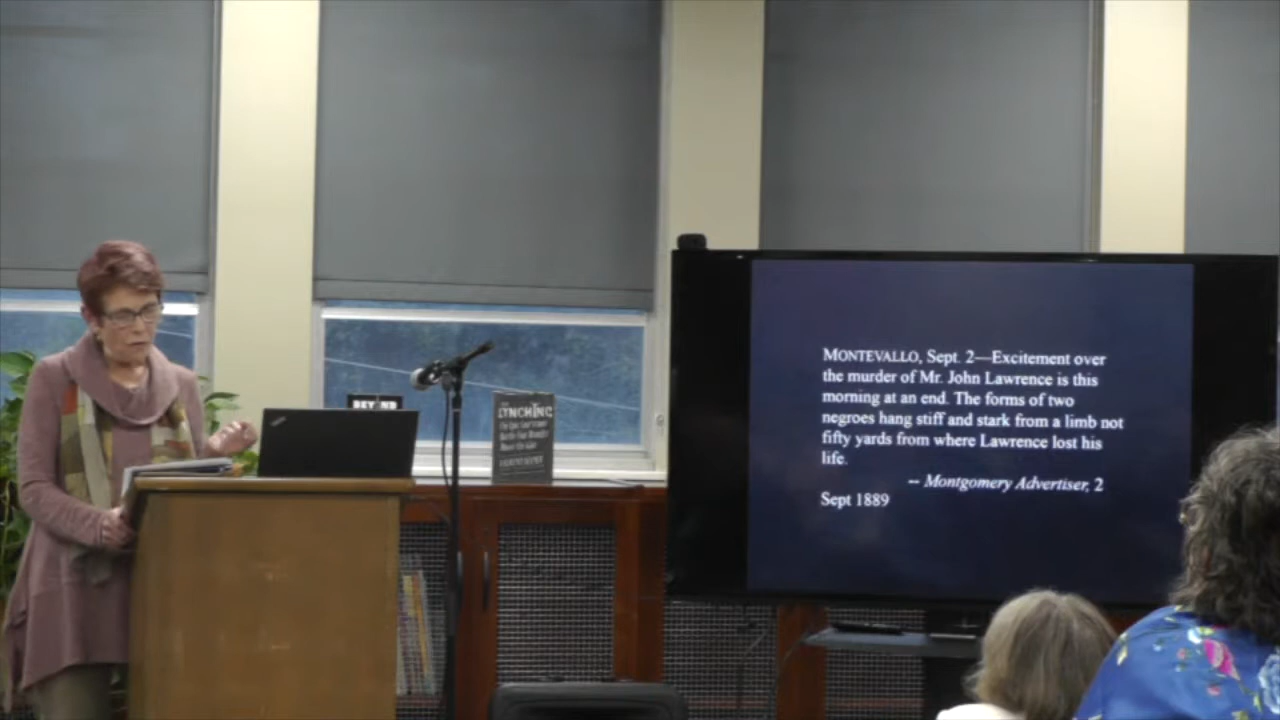 BEYOND
LYNCHING
MONTEVALLO, Sept. 2—Excitement over
the murder of Mr. John Lawrence is this
morning at an end. The forms of two
negroes hang stiff and stark from a limb not
fifty yards from where Lawrence lost his
life.
-- Montgomery Advertiser, 2
Sept 1889